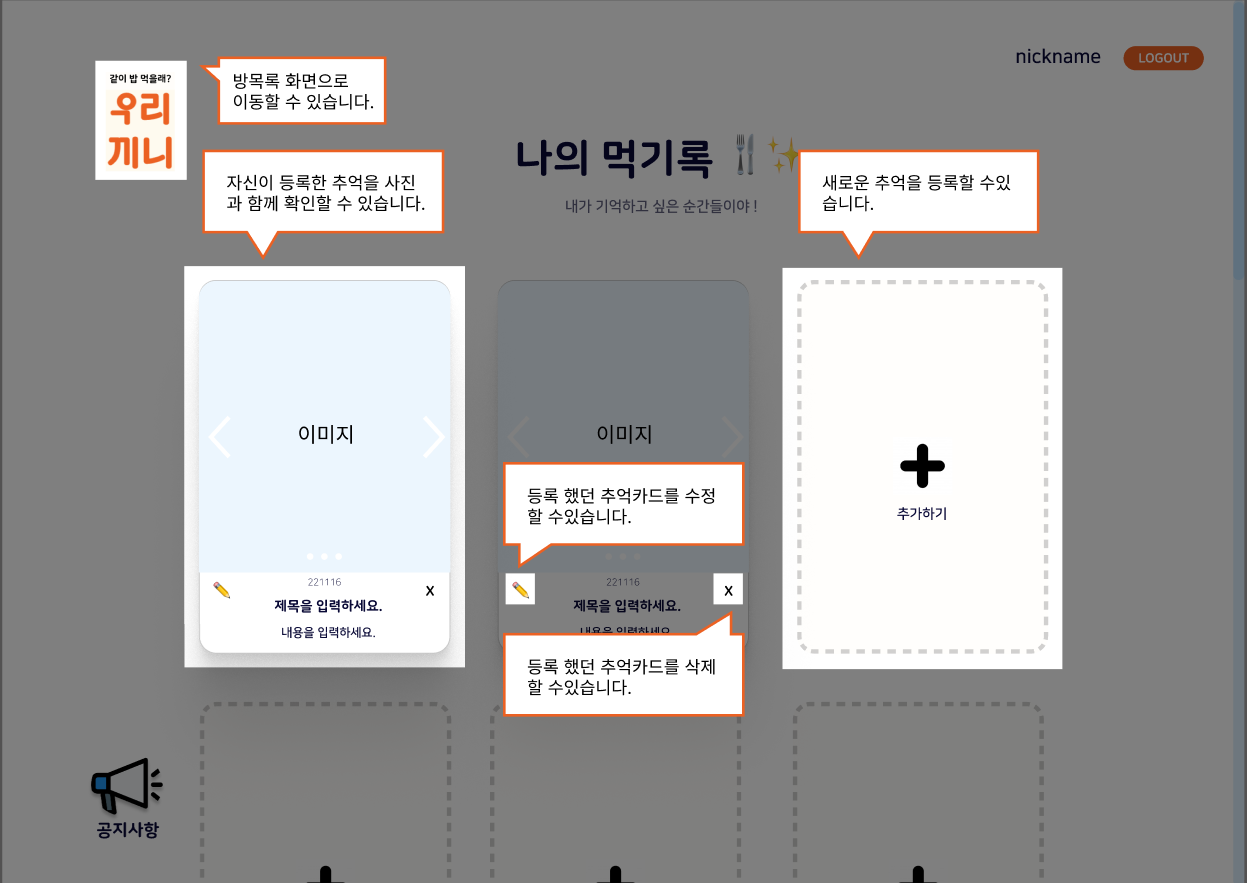 nickname
LOGOUT
같이 밥 먹을래?
우리
끼니
방목록 화면으로
이동할 수 있습니다.
나의 먹기록
내가 기억하고 싶은 순간들이야 !
자신이 등록한 추억을 사진
과 함께 확인할 수 있습니다.
새로운 추억을 등록할 수있
습니다.
이미지
221116
x
제목을 입력하세요.
내용을 입력하세요.
이미지
등록 했던 추억카드를 수정
할 수있습니다.
221116
x
제목을 입력하세요.
내용을 입력하세요
등록 했던 추억카드를 삭제
할 수있습니다.
추가하기
공지사항